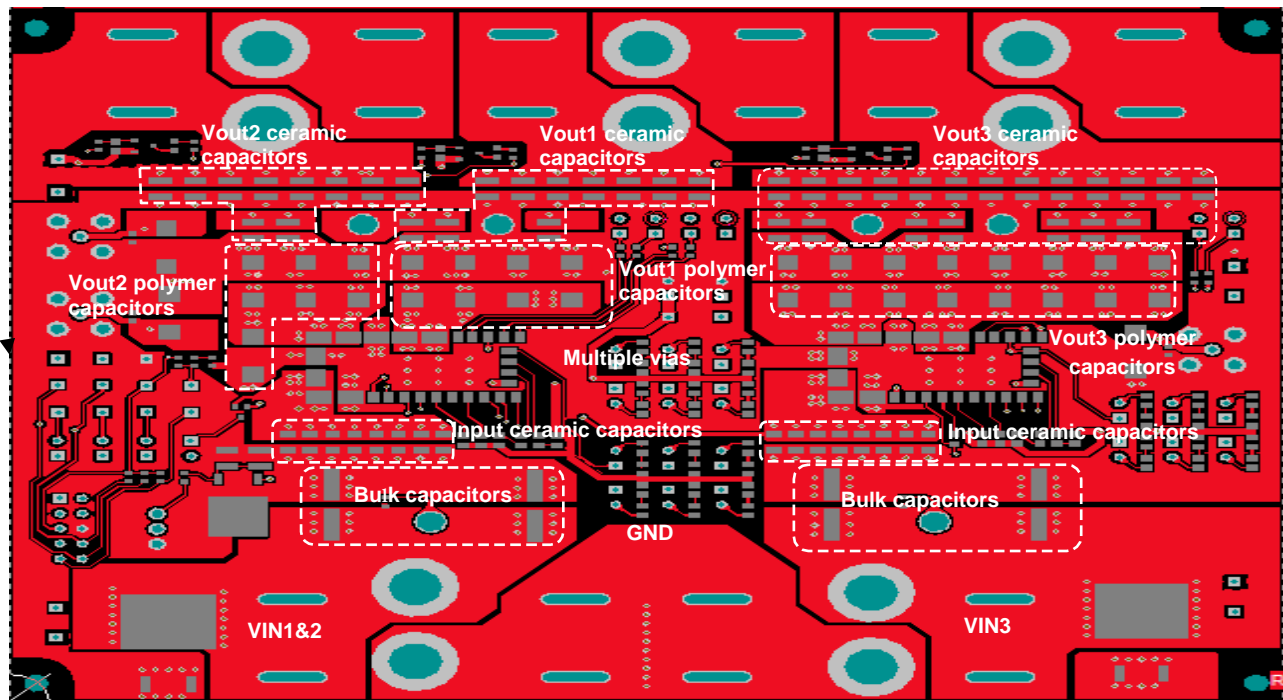 Vout2 ceramic
capacitors
Vout1 ceramic
capacitors
Vout3 ceramic
capacitors
Vout2 polymer
capacitors
Vout1 polymer
capacitors
Multiple vias
Vout3 polymer
capacitors
Input ceramic capacitors
Input ceramic capacitors
Bulk capacitors
Bulk capacitors
GND
VIN1&2
VIN3
R